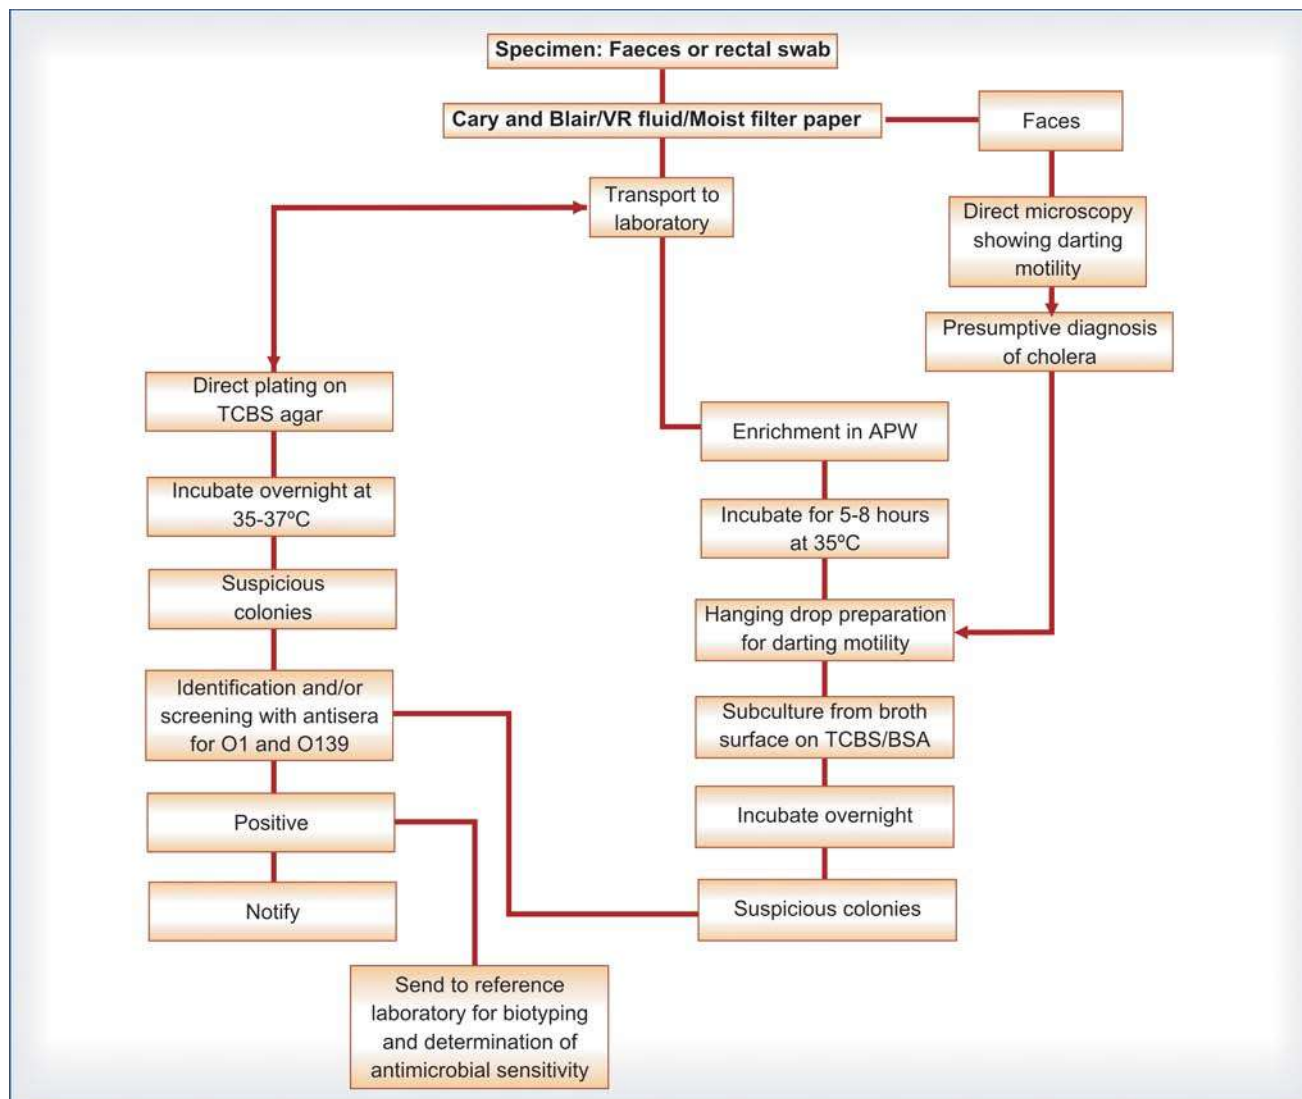 Specimen: Faeces or rectal swab
Cary and Blair/VR fluid/Moist filter paper
Faces
Transport to
laboratory
Direct microscopy
showing darting
motility
Presumptive diagnosis
of cholera
Direct plating on
TCBS agar
Incubate overnight at
35-37ºC
Suspicious
colonies
Identification and/or
screening with antisera
for O1 and O139
Positive
Notify
Send to reference
laboratory for biotyping
and determination of
antimicrobial sensitivity
Enrichment in APW
Incubate for 5-8 hours
at 35ºC
Hanging drop preparation
for darting motility
Subculture from broth
surface on TCBS/BSA
Incubate overnight
Suspicious colonies